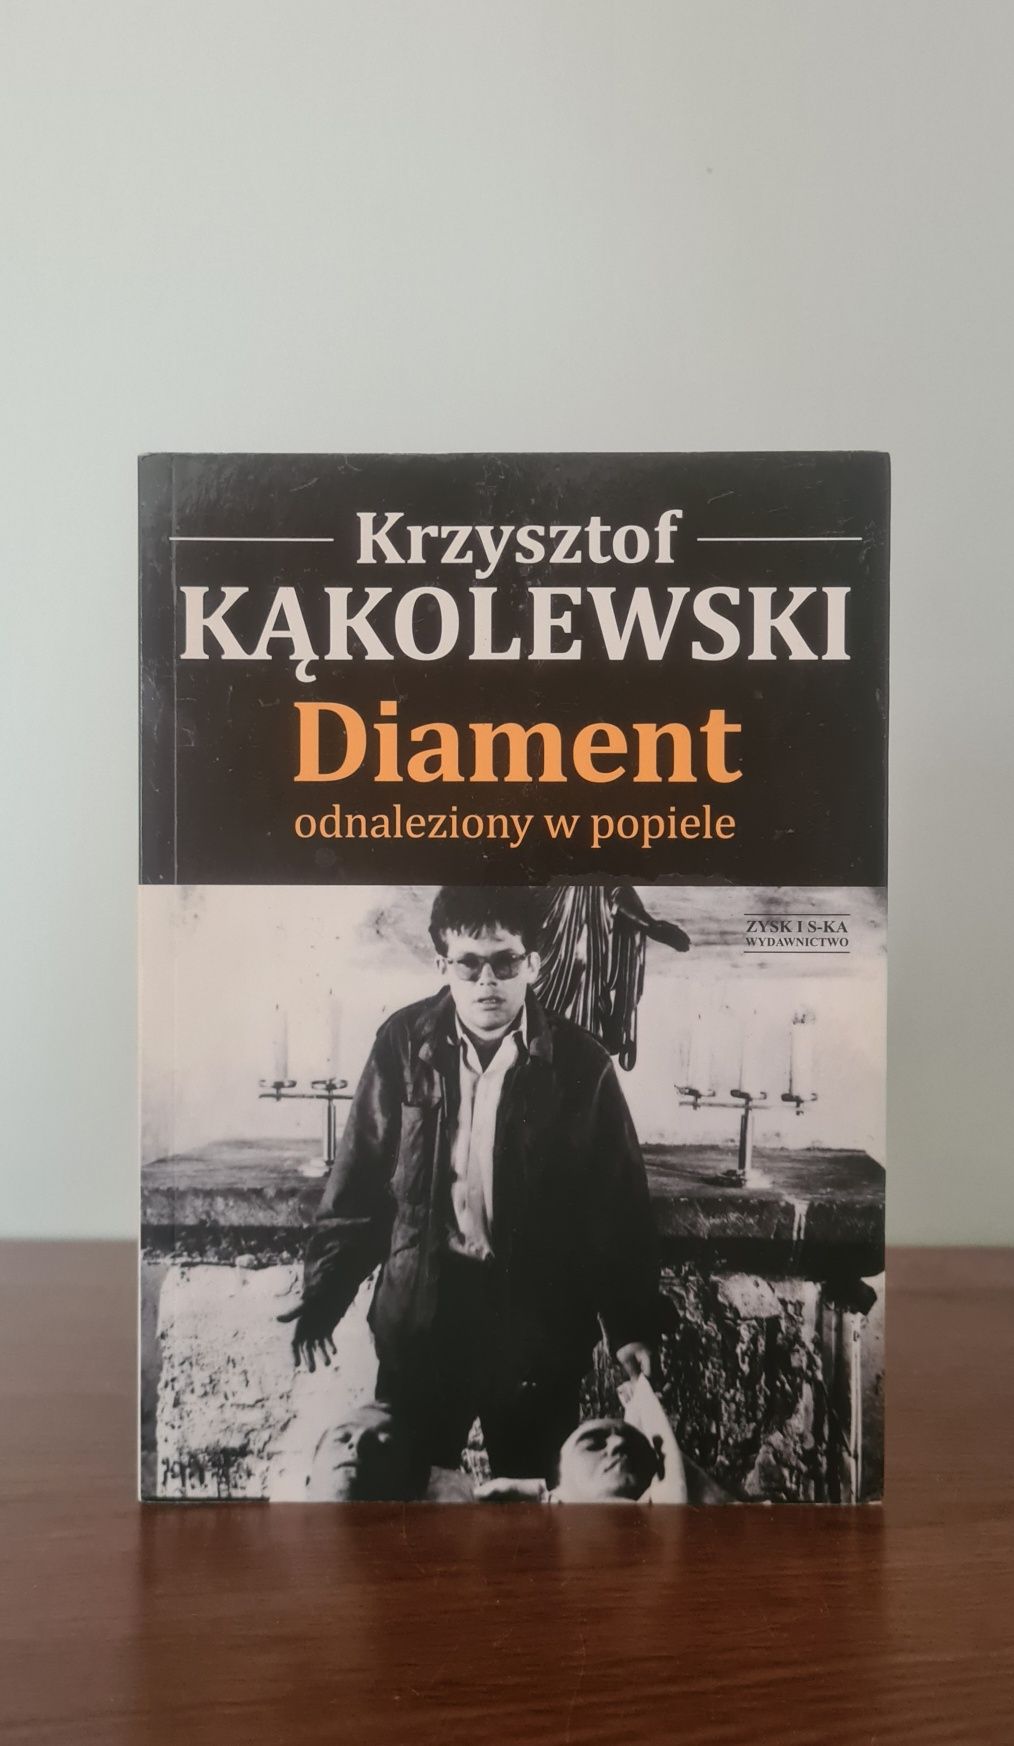 Krzysztof
KĄKOLEWSKI
Diament
odnaleziony w popiele
ZYSK I S-KA
WYDAWNICTWO